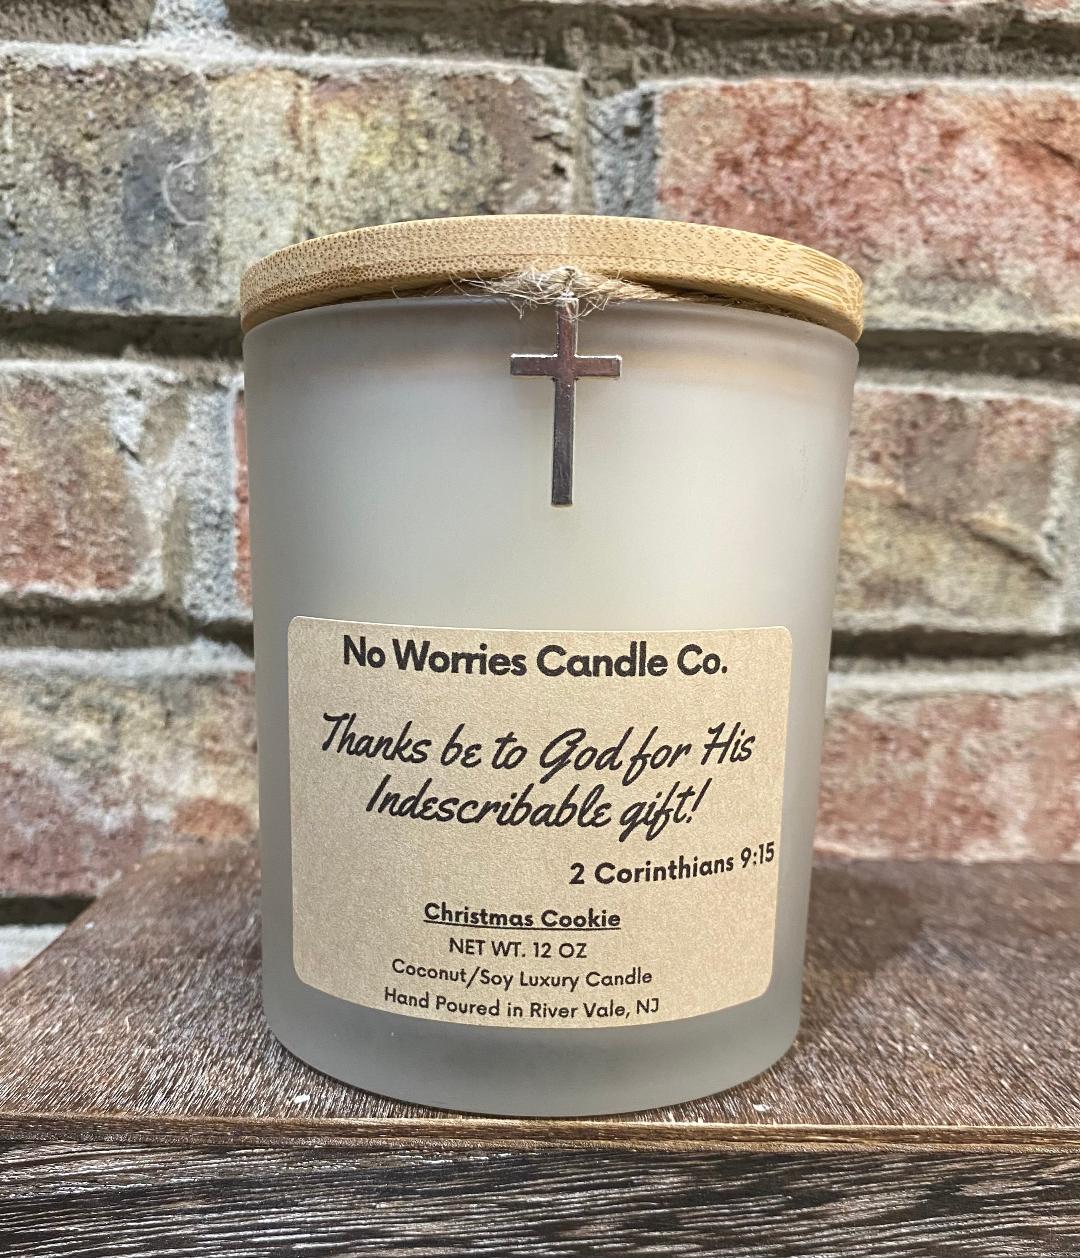 No Worries Candle Co.
Thanks be to God for His
Indescribable gift!
2 Corinthians 9:15
Christmas Cookie
NET WT. 12 OZ
Coconut/Soy Luxury Candle
Hand Poured in River Vale, NJ